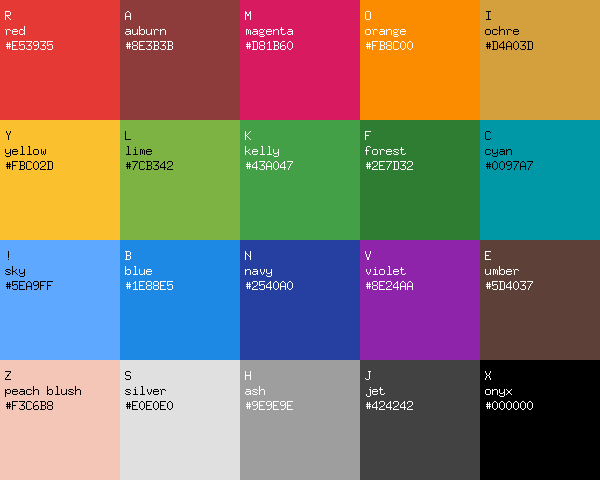 R
red
#E53935
A
auburn
#8E3B3B
M
magenta
#D81B60
O
orange
#FB8C00
I
ochre
#D4A03D
Y
yellow
#FBC02D
L
lime
#7CB342
K
kelly
#43A047
F
forest
#2E7D32
C
cyan
#0097A7
!
sky
#5EA9FF
B
blue
#1E88E5
N
navy
#2540A0
V
violet
#8E24AA
E
umber
#5D4037
Z
peach blush
#F3C6B8
S
silver
#E0E0E0
H
ash
#9E9E9E
J
jet
#424242
X
onyx
#000000